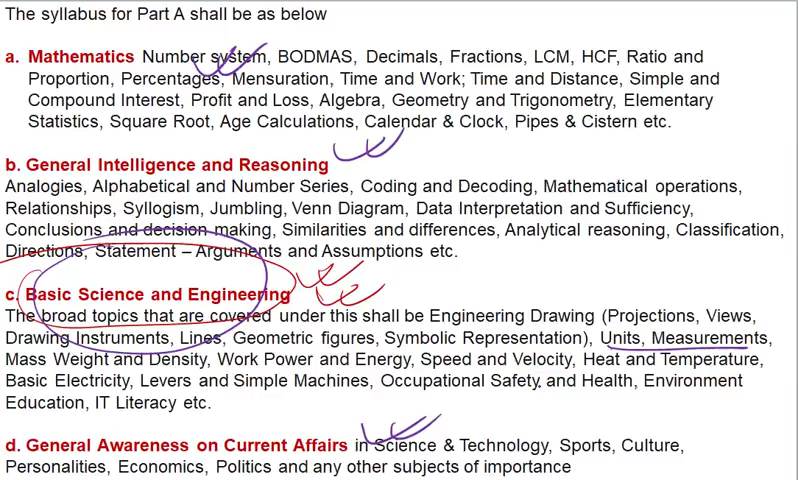 The syllabus for Part A shall be as below
a. Mathematics Number system, BODMAS, Decimals, Fractions, LCM, HCF, Ratio and
Proportion, Percentages, Mensuration, Time and Work; Time and Distance, Simple and
Compound Interest, Profit and Loss, Algebra, Geometry and Trigonometry, Elementary
Statistics, Square Root, Age Calculations, Calendar & Clock, Pipes & Cistern etc.
b. General Intelligence and Reasoning
Analogies, Alphabetical and Number Series, Coding and Decoding, Mathematical operations,
Relationships, Syllogism, Jumbling, Venn Diagram, Data Interpretation and Sufficiency,
Conclusions and decision making, Similarities and differences, Analytical reasoning, Classification,
Directions, Statement – Arguments and Assumptions etc.
c. Basic Science and Engineering
The broad topics that are covered under this shall be Engineering Drawing (Projections, Views,
Drawing Instruments, Lines, Geometric figures, Symbolic Representation), Units, Measurements,
Mass Weight and Density, Work Power and Energy, Speed and Velocity, Heat and Temperature,
Basic Electricity, Levers and Simple Machines, Occupational Safety and Health, Environment
Education, IT Literacy etc.
d. General Awareness on Current Affairs in Science & Technology, Sports, Culture,
Personalities, Economics, Politics and any other subjects of importance